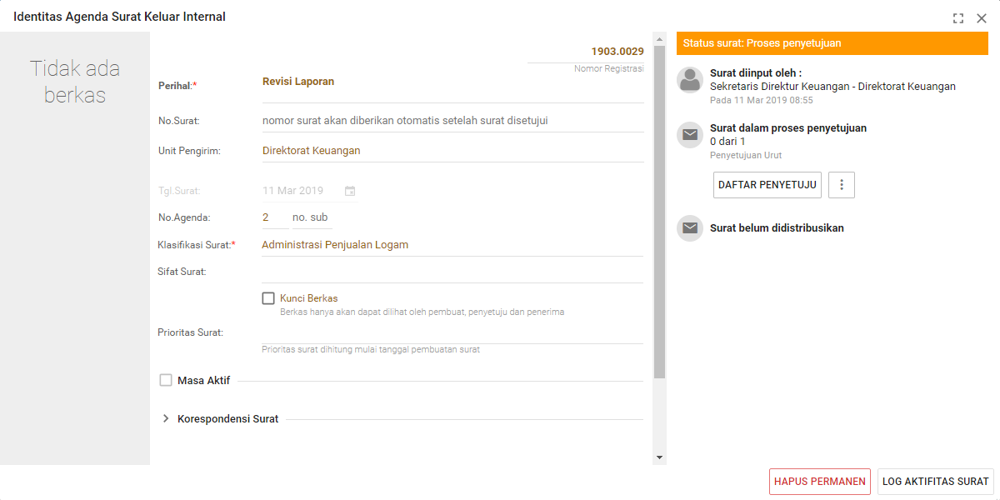 Identitas Agenda Surat Keluar Internal
Tidak ada
berkas
1903.0029
Nomor Registrasi
Perihal:*
Revisi Laporan
No.Surat:
nomor surat akan diberikan otomatis setelah surat disetujui
Unit Pengirim:
Direktorat Keuangan
Tgl.Surat:
11 Mar 2019
No.Agenda:
2
no. sub
Klasifikasi Surat:*
Administrasi Penjualan Logam
Sifat Surat:
Kunci Berkas
Berkas hanya akan dapat dilihat oleh pembuat, penyetuju dan penerima
Prioritas Surat:
Prioritas surat dihitung mulai tanggal pembuatan surat
Masa Aktif
Korespondensi Surat
Status surat: Proses penyetujuan
Surat diinput oleh :
Sekretaris Direktur Keuangan - Direktorat Keuangan
Pada 11 Mar 2019 08:55
Surat dalam proses penyetujuan
0 dari 1
Penyetujuan Urut
DAFTAR PENYETUJU
Surat belum didistribusikan
HAPUS PERMANEN
LOG AKTIFITAS SURAT